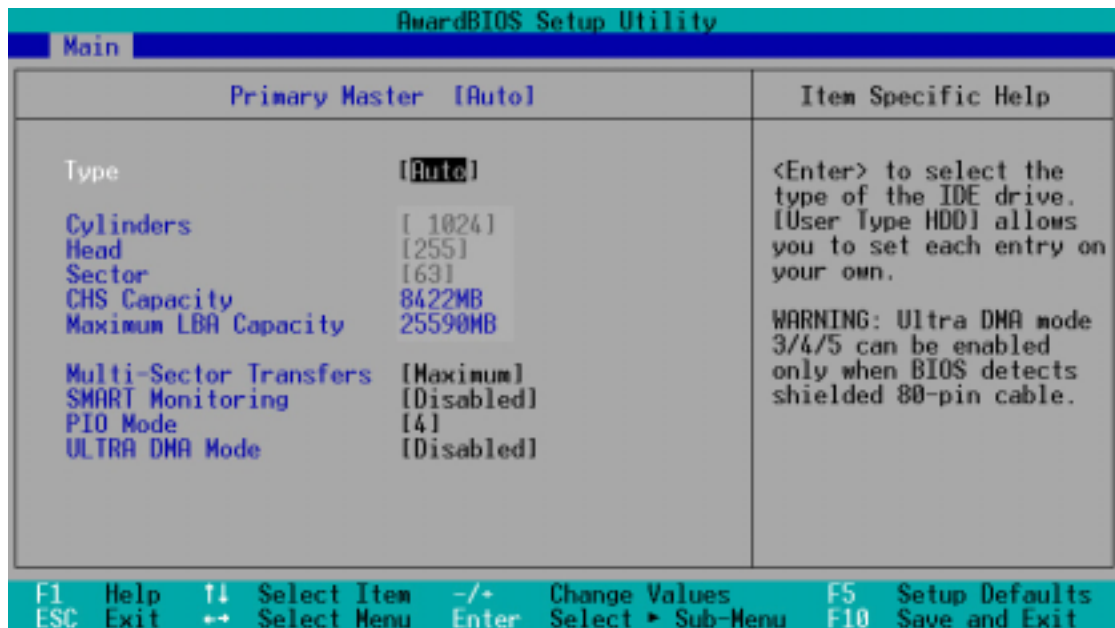 AwardBIOS Setup Utility
Main
Primary Master [Auto]
Item Specific Help
Type [Auto]
Cylinders [ 1024]
Head [255]
Sector [63]
CHS Capacity 8422MB
Maximum LBA Capacity 25590MB
Multi-Sector Transfers [Maximum]
SMART Monitoring [Disabled]
PIO Mode [4]
ULTRA DMA Mode [Disabled]
<Enter> to select the
type of the IDE drive.
[User Type HDD] allows
you to set each entry on
your own.
WARNING: Ultra DMA mode
3/4/5 can be enabled
only when BIOS detects
shielded 80-pin cable.
F1 Help ↑↓ Select Item -/+ Change Values F5 Setup Defaults
ESC Exit ←→ Select Menu Enter Select ► Sub-Menu F10 Save and Exit